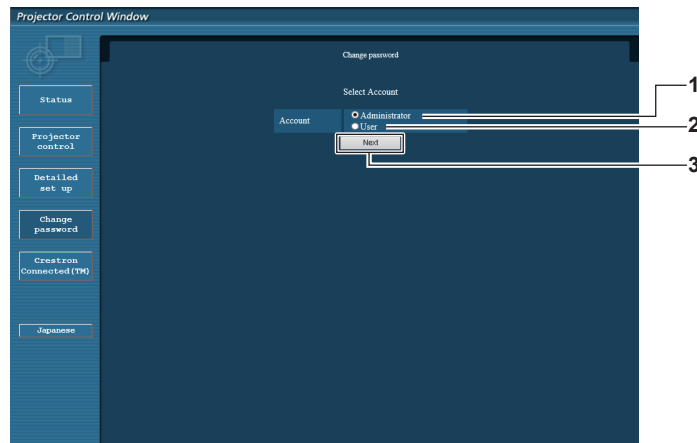 Projector Control Window
Change password
Select Account
Account
Administrator
User
Next
1
2
3
Status
Projector
control
Detailed
set up
Change
password
Crestron
Connected(TM)
Japanese